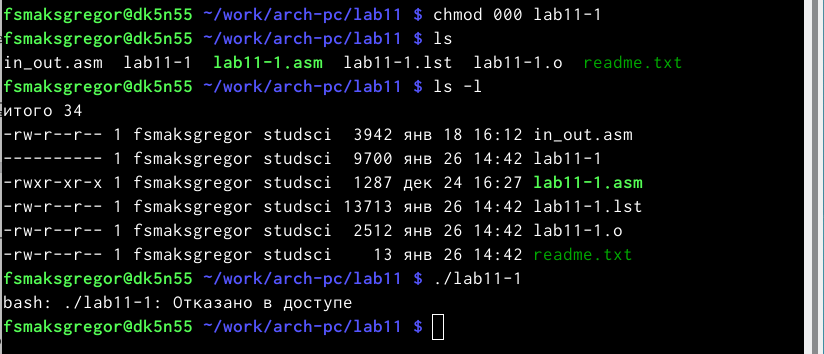 fsmaksgregor@dk5n55 ~/work/arch-pc/lab11 $ chmod 000 lab11-1
fsmaksgregor@dk5n55 ~/work/arch-pc/lab11 $ ls
in_out.asm  lab11-1  lab11-1.asm  lab11-1.lst  lab11-1.o  readme.txt
fsmaksgregor@dk5n55 ~/work/arch-pc/lab11 $ ls -l
итого 34
-rw-r--r-- 1 fsmaksgregor studsci  3942 янв 18 16:12 in_out.asm
---------- 1 fsmaksgregor studsci  9700 янв 26 14:42 lab11-1
-rwxr-xr-x 1 fsmaksgregor studsci  1287 дек 24 16:27 lab11-1.asm
-rw-r--r-- 1 fsmaksgregor studsci 13713 янв 26 14:42 lab11-1.lst
-rw-r--r-- 1 fsmaksgregor studsci  2512 янв 26 14:42 lab11-1.o
-rw-r--r-- 1 fsmaksgregor studsci    13 янв 26 14:42 readme.txt
fsmaksgregor@dk5n55 ~/work/arch-pc/lab11 $ ./lab11-1
bash: ./lab11-1: Отказано в доступе
fsmaksgregor@dk5n55 ~/work/arch-pc/lab11 $